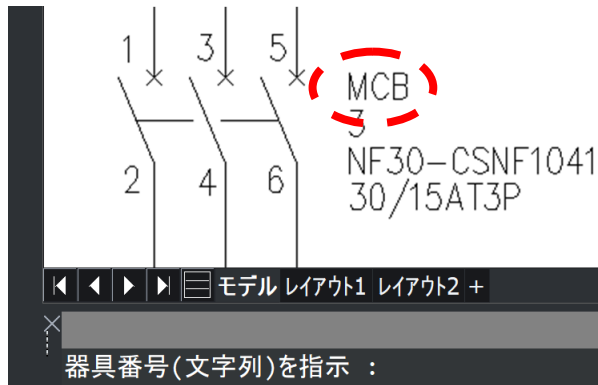 1 3 5
MCB
3
NF30-CSNF1041
30/15AT3P
2 4 6
モデル レイアウト1 レイアウト2 +
器具番号(文字列)を指示 :